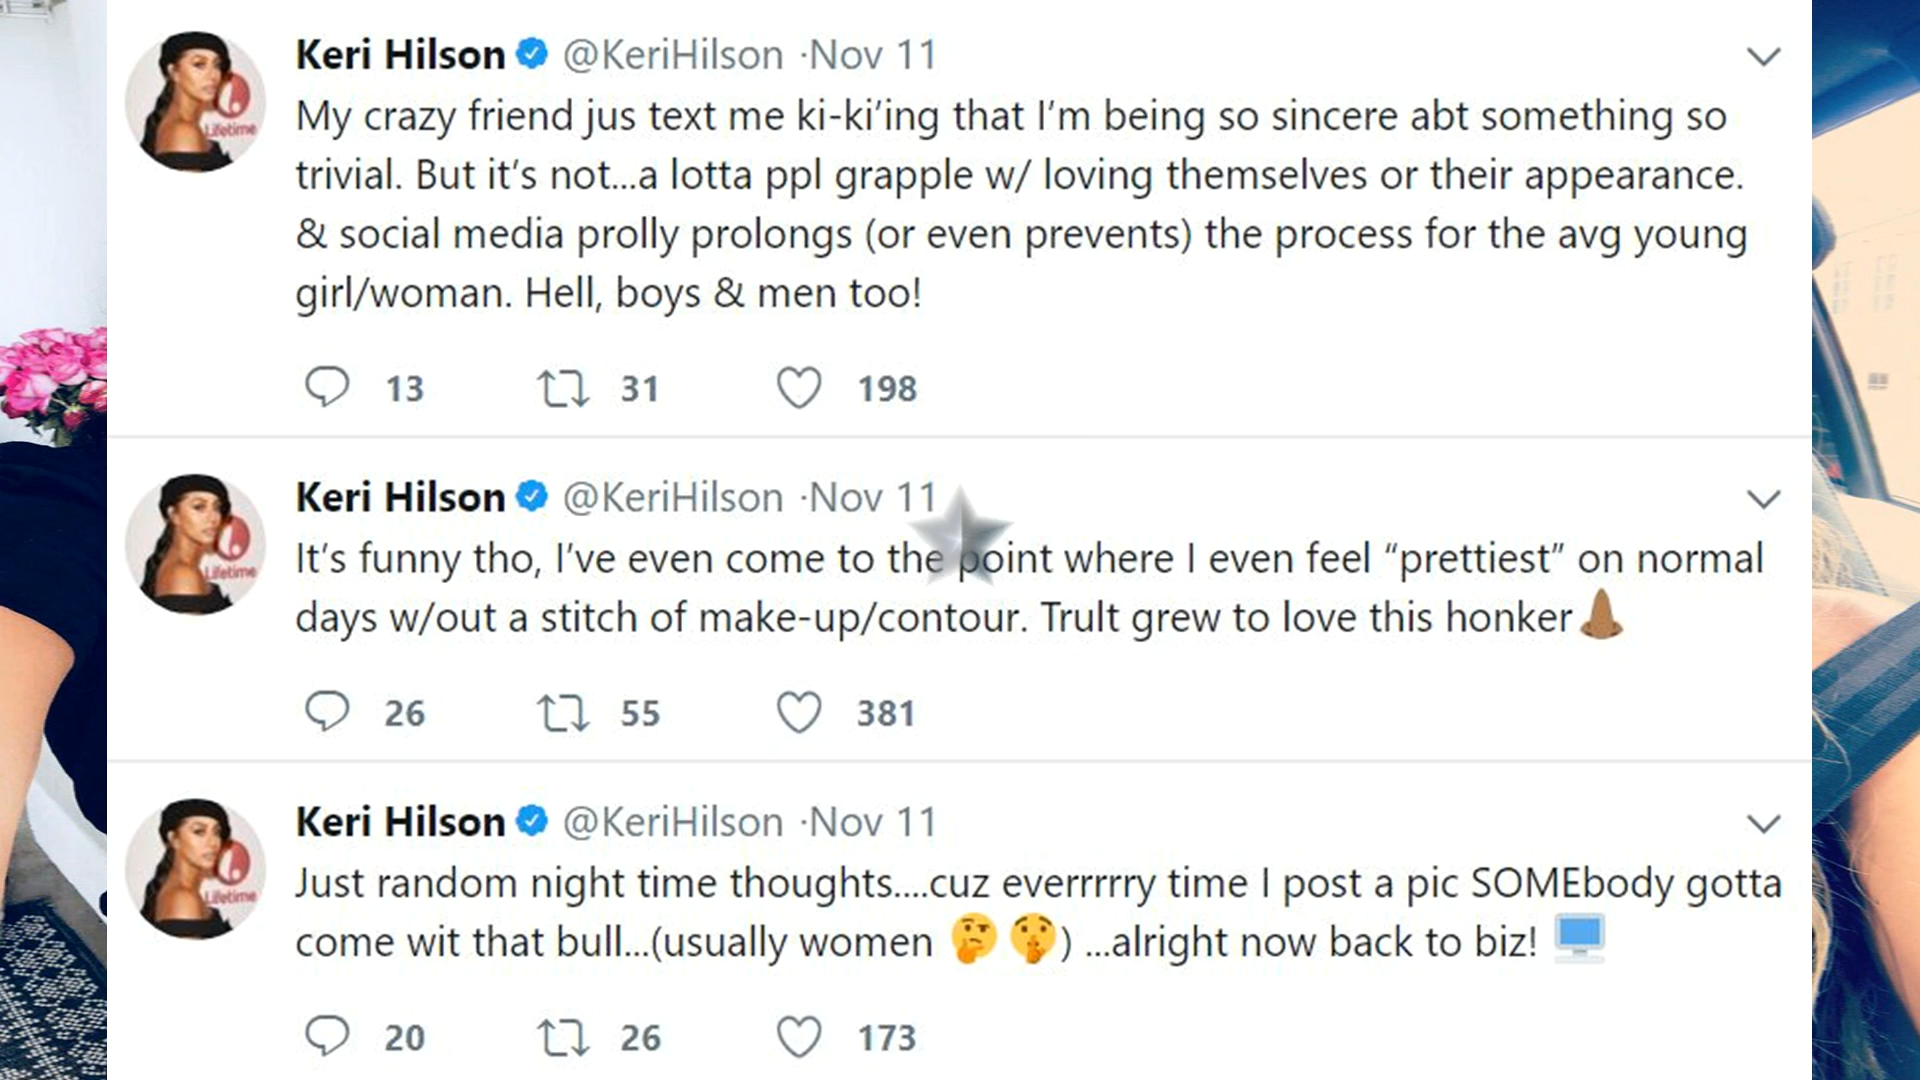 Keri Hilson @KeriHilson ·Nov 11
My crazy friend jus text me ki-ki’ing that I’m being so sincere abt something so
trivial. But it’s not...a lotta ppl grapple w/ loving themselves or their appearance.
& social media prolly prolongs (or even prevents) the process for the avg young
girl/woman. Hell, boys & men too!
13 31 198
Keri Hilson @KeriHilson ·Nov 11
It’s funny tho, I’ve even come to the point where I even feel “prettiest” on normal
days w/out a stitch of make-up/contour. Trult grew to love this honker👃🏾
26 55 381
Keri Hilson @KeriHilson ·Nov 11
Just random night time thoughts....cuz everrrrry time I post a pic SOMEbody gotta
come wit that bull...(usually women 🤔🤫) ...alright now back to biz! 🖥️
20 26 173
Lifetime
Lifetime
Lifetime